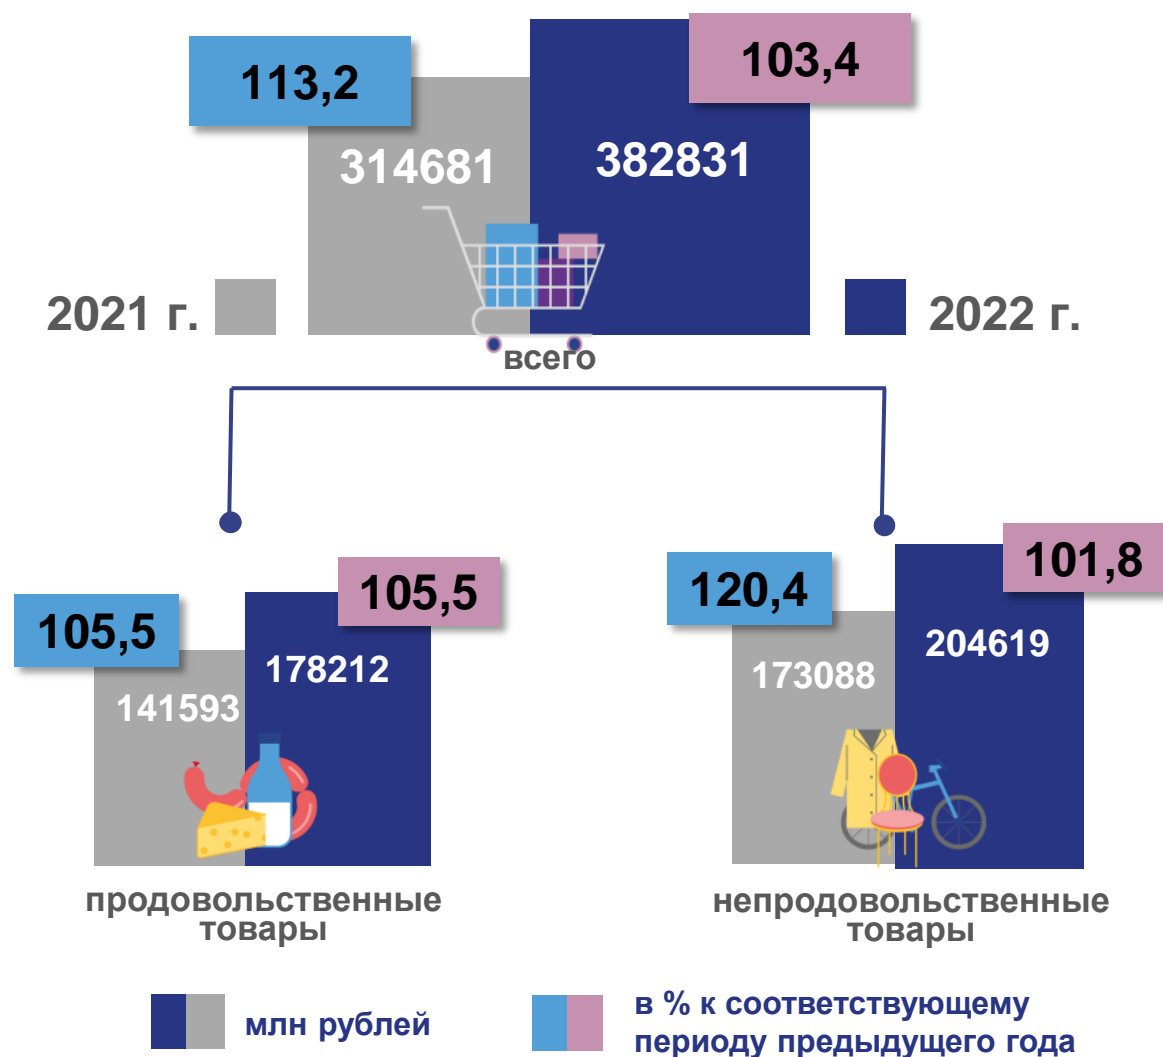 113,2
103,4
314681
382831
2021 г.
2022 г.
всего
105,5
105,5
141593
178212
120,4
101,8
173088
204619
продовольственные
товары
непродовольственные
товары
млн рублей
в % к соответствующему
периоду предыдущего года